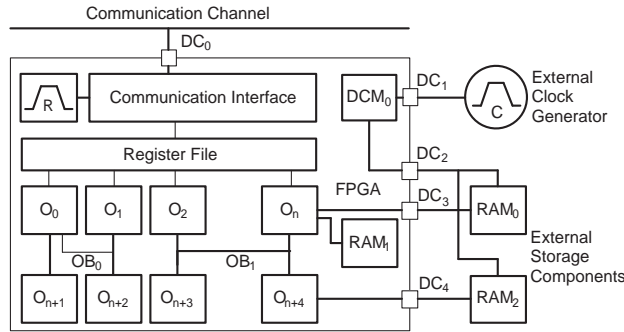 Communication Channel
DC0
R
Communication Interface
DCM0
DC1
C
External
Clock
Generator
Register File
DC2
FPGA
DC3
O0
O1
O2
On
RAM0
RAM1
OB0
OB1
External
Storage
Components
On+1
On+2
On+3
On+4
DC4
RAM2